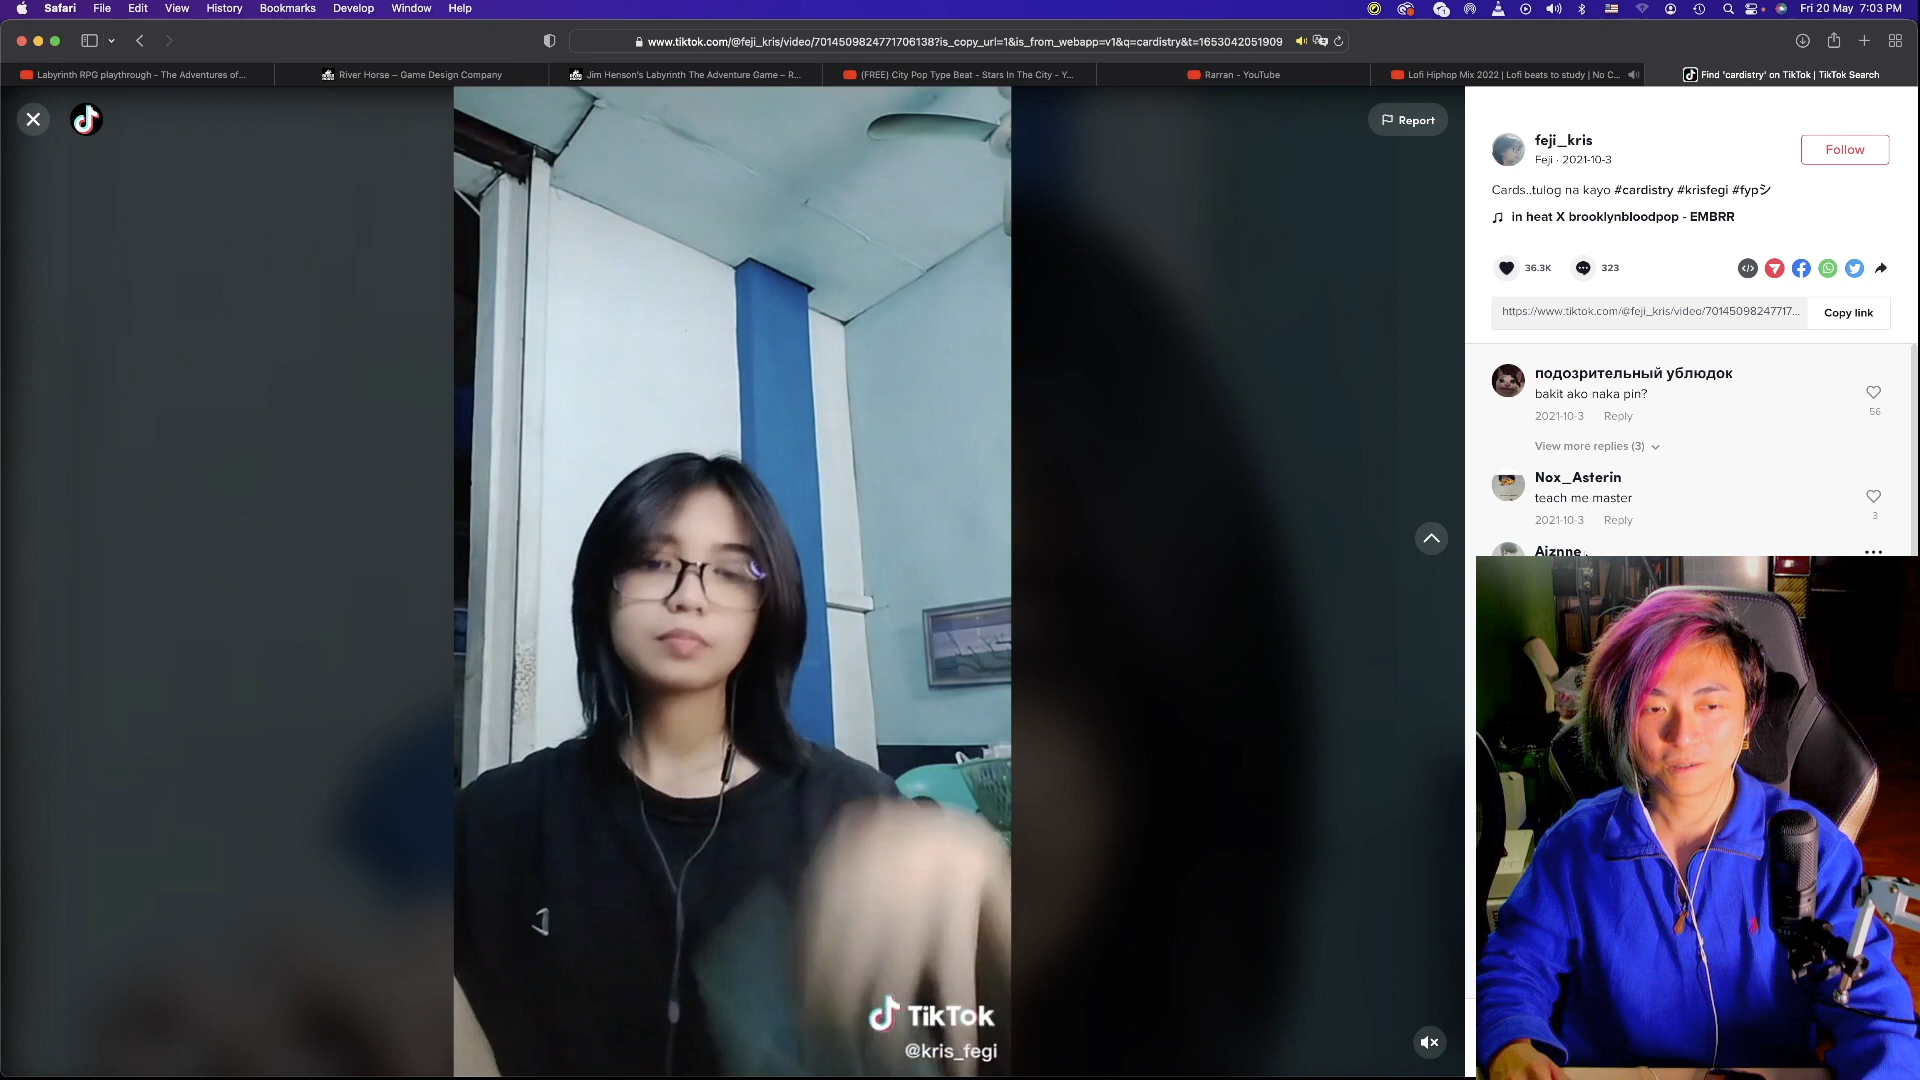 Safari File Edit View History Bookmarks Develop Window Help
Fri 20 May 7:03 PM
www.tiktok.com/@feji_kris/video/7014509824771706138?is_copy_url=1&is_from_webapp=v1&q=cardistry&t=1653042051909
Labyrinth RPG playthrough - The Adventures of...
River Horse – Game Design Company
Jim Henson's Labyrinth The Adventure Game – R...
(FREE) City Pop Type Beat - Stars In The City - Y...
Rarran - YouTube
Lofi Hiphop Mix 2022 | Lofi beats to study | No C...
Find 'cardistry' on TikTok | TikTok Search
Report
feji_kris
Feji · 2021-10-3
Follow
Cards..tulog na kayo #cardistry #krisfegi #fypシ
in heat X brooklynbloodpop - EMBRR
36.3K
323
https://www.tiktok.com/@feji_kris/video/70145098247717...
Copy link
подозрительный ублюдок
bakit ako naka pin?
2021-10-3 Reply
56
View more replies (3)
Nox_Asterin
teach me master
2021-10-3 Reply
3
Aiznne
TikTok
@kris_fegi